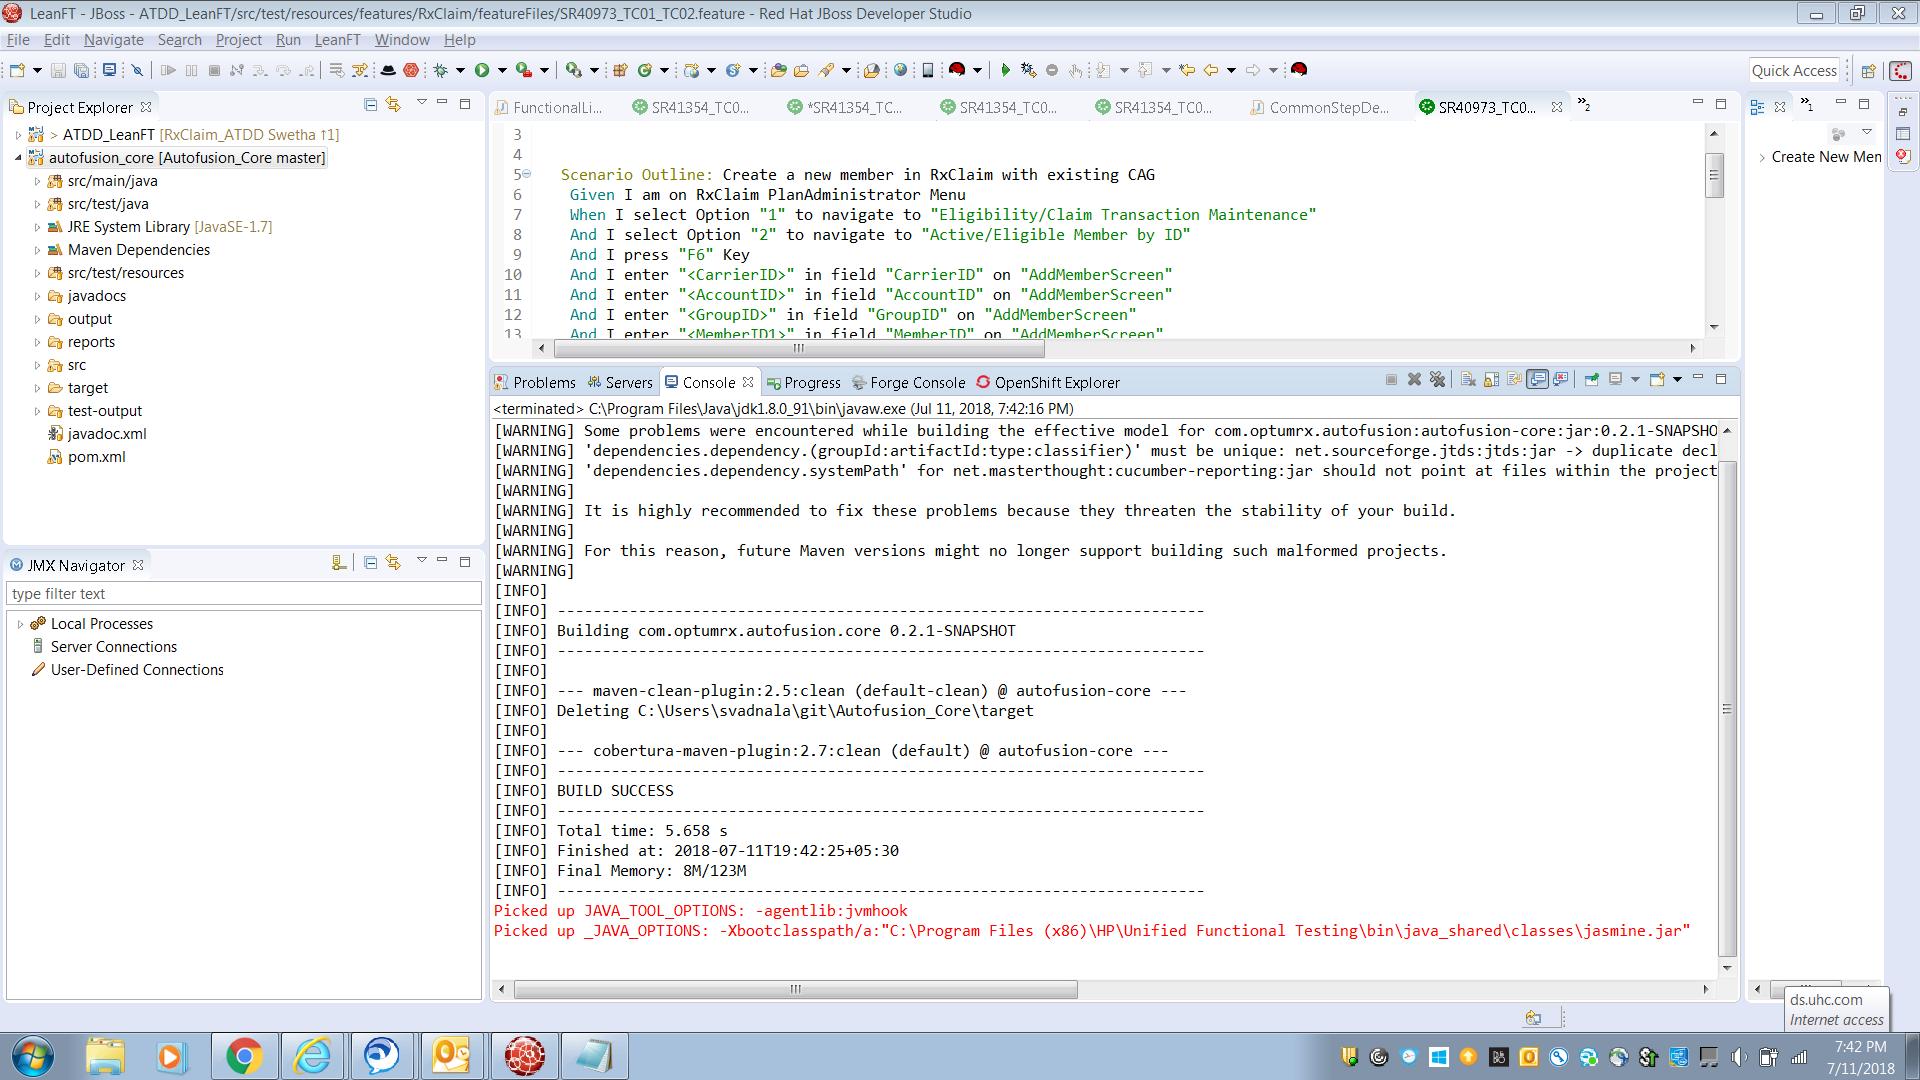 LeanFT - JBoss - ATDD_LeanFT/src/test/resources/features/RxClaim/featureFiles/SR40973_TC01_TC02.feature - Red Hat JBoss Developer Studio
File Edit Navigate Search Project Run LeanFT Window Help
Quick Access
Project Explorer
> ATDD_LeanFT [RxClaim_ATDD Swetha ↑1]
autofusion_core [Autofusion_Core master]
src/main/java
src/test/java
JRE System Library [JavaSE-1.7]
Maven Dependencies
src/test/resources
javadocs
output
reports
src
target
test-output
javadoc.xml
pom.xml
JMX Navigator
type filter text
Local Processes
Server Connections
User-Defined Connections
FunctionalLi... SR41354_TC0... *SR41354_TC... SR41354_TC0... SR41354_TC0... CommonStepDe... SR40973_TC0... »2
3
4
5 Scenario Outline: Create a new member in RxClaim with existing CAG
6 Given I am on RxClaim PlanAdministrator Menu
7 When I select Option "1" to navigate to "Eligibility/Claim Transaction Maintenance"
8 And I select Option "2" to navigate to "Active/Eligible Member by ID"
9 And I press "F6" Key
10 And I enter "<CarrierID>" in field "CarrierID" on "AddMemberScreen"
11 And I enter "<AccountID>" in field "AccountID" on "AddMemberScreen"
12 And I enter "<GroupID>" in field "GroupID" on "AddMemberScreen"
13 And I enter "<MemberID1>" in field "MemberID" on "AddMemberScreen"
»1
Create New Mem
Problems Servers Console Progress Forge Console OpenShift Explorer
<terminated> C:\Program Files\Java\jdk1.8.0_91\bin\javaw.exe (Jul 11, 2018, 7:42:16 PM)
[WARNING] Some problems were encountered while building the effective model for com.optumrx.autofusion:autofusion-core:jar:0.2.1-SNAPSHO
[WARNING] 'dependencies.dependency.(groupId:artifactId:type:classifier)' must be unique: net.sourceforge.jtds:jtds:jar -> duplicate decl
[WARNING] 'dependencies.dependency.systemPath' for net.masterthought:cucumber-reporting:jar should not point at files within the project
[WARNING]
[WARNING] It is highly recommended to fix these problems because they threaten the stability of your build.
[WARNING]
[WARNING] For this reason, future Maven versions might no longer support building such malformed projects.
[WARNING]
[INFO]
[INFO] ------------------------------------------------------------------------
[INFO] Building com.optumrx.autofusion.core 0.2.1-SNAPSHOT
[INFO] ------------------------------------------------------------------------
[INFO]
[INFO] --- maven-clean-plugin:2.5:clean (default-clean) @ autofusion-core ---
[INFO] Deleting C:\Users\svadnala\git\Autofusion_Core\target
[INFO]
[INFO] --- cobertura-maven-plugin:2.7:clean (default) @ autofusion-core ---
[INFO] ------------------------------------------------------------------------
[INFO] BUILD SUCCESS
[INFO] ------------------------------------------------------------------------
[INFO] Total time: 5.658 s
[INFO] Finished at: 2018-07-11T19:42:25+05:30
[INFO] Final Memory: 8M/123M
[INFO] ------------------------------------------------------------------------
Picked up JAVA_TOOL_OPTIONS: -agentlib:jvmhook
Picked up _JAVA_OPTIONS: -Xbootclasspath/a:"C:\Program Files (x86)\HP\Unified Functional Testing\bin\java_shared\classes\jasmine.jar"
ds.uhc.com
Internet access
7:42 PM
7/11/2018